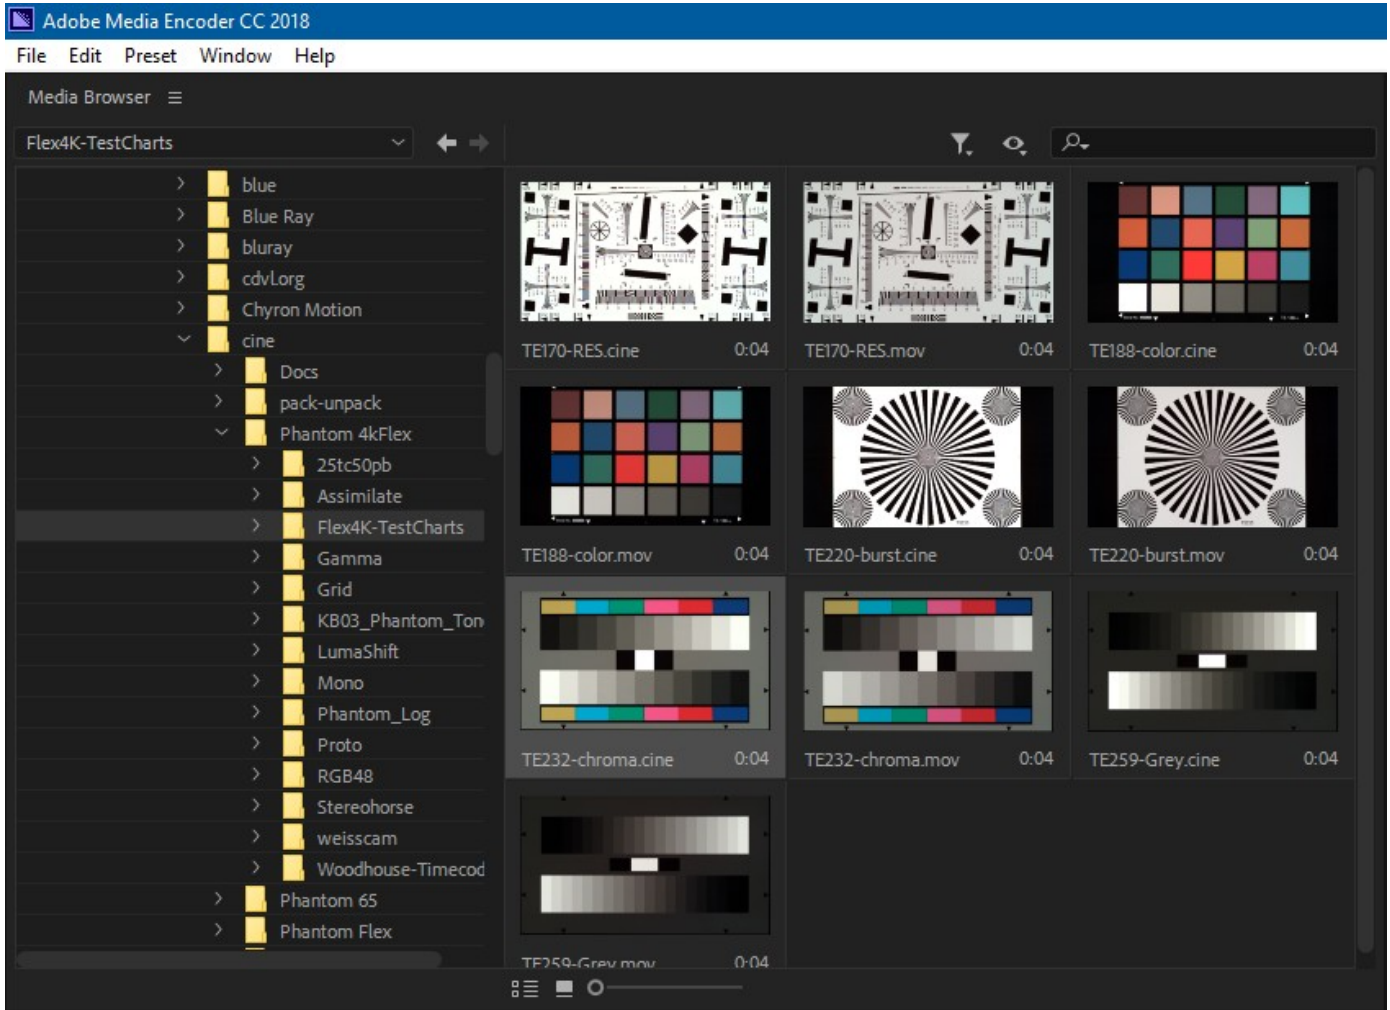 Adobe Media Encoder CC 2018
File Edit Preset Window Help
Media Browser
Flex4K-TestCharts
blue
Blue Ray
bluray
cdvl.org
Chyron Motion
cine
Docs
pack-unpack
Phantom 4kFlex
25tc50pb
Assimilate
Flex4K-TestCharts
Gamma
Grid
KB03_Phantom_Ton
LumaShift
Mono
Phantom_Log
Proto
RGB48
Stereohorse
weisscam
Woodhouse-Timecod
Phantom 65
Phantom Flex
TE170-RES.cine 0:04
TE170-RES.mov 0:04
TE188-color.cine 0:04
TE188-color.mov 0:04
TE220-burst.cine 0:04
TE220-burst.mov 0:04
TE232-chroma.cine 0:04
TE232-chroma.mov 0:04
TE259-Grey.cine 0:04
TE259-Grey.mov 0:04